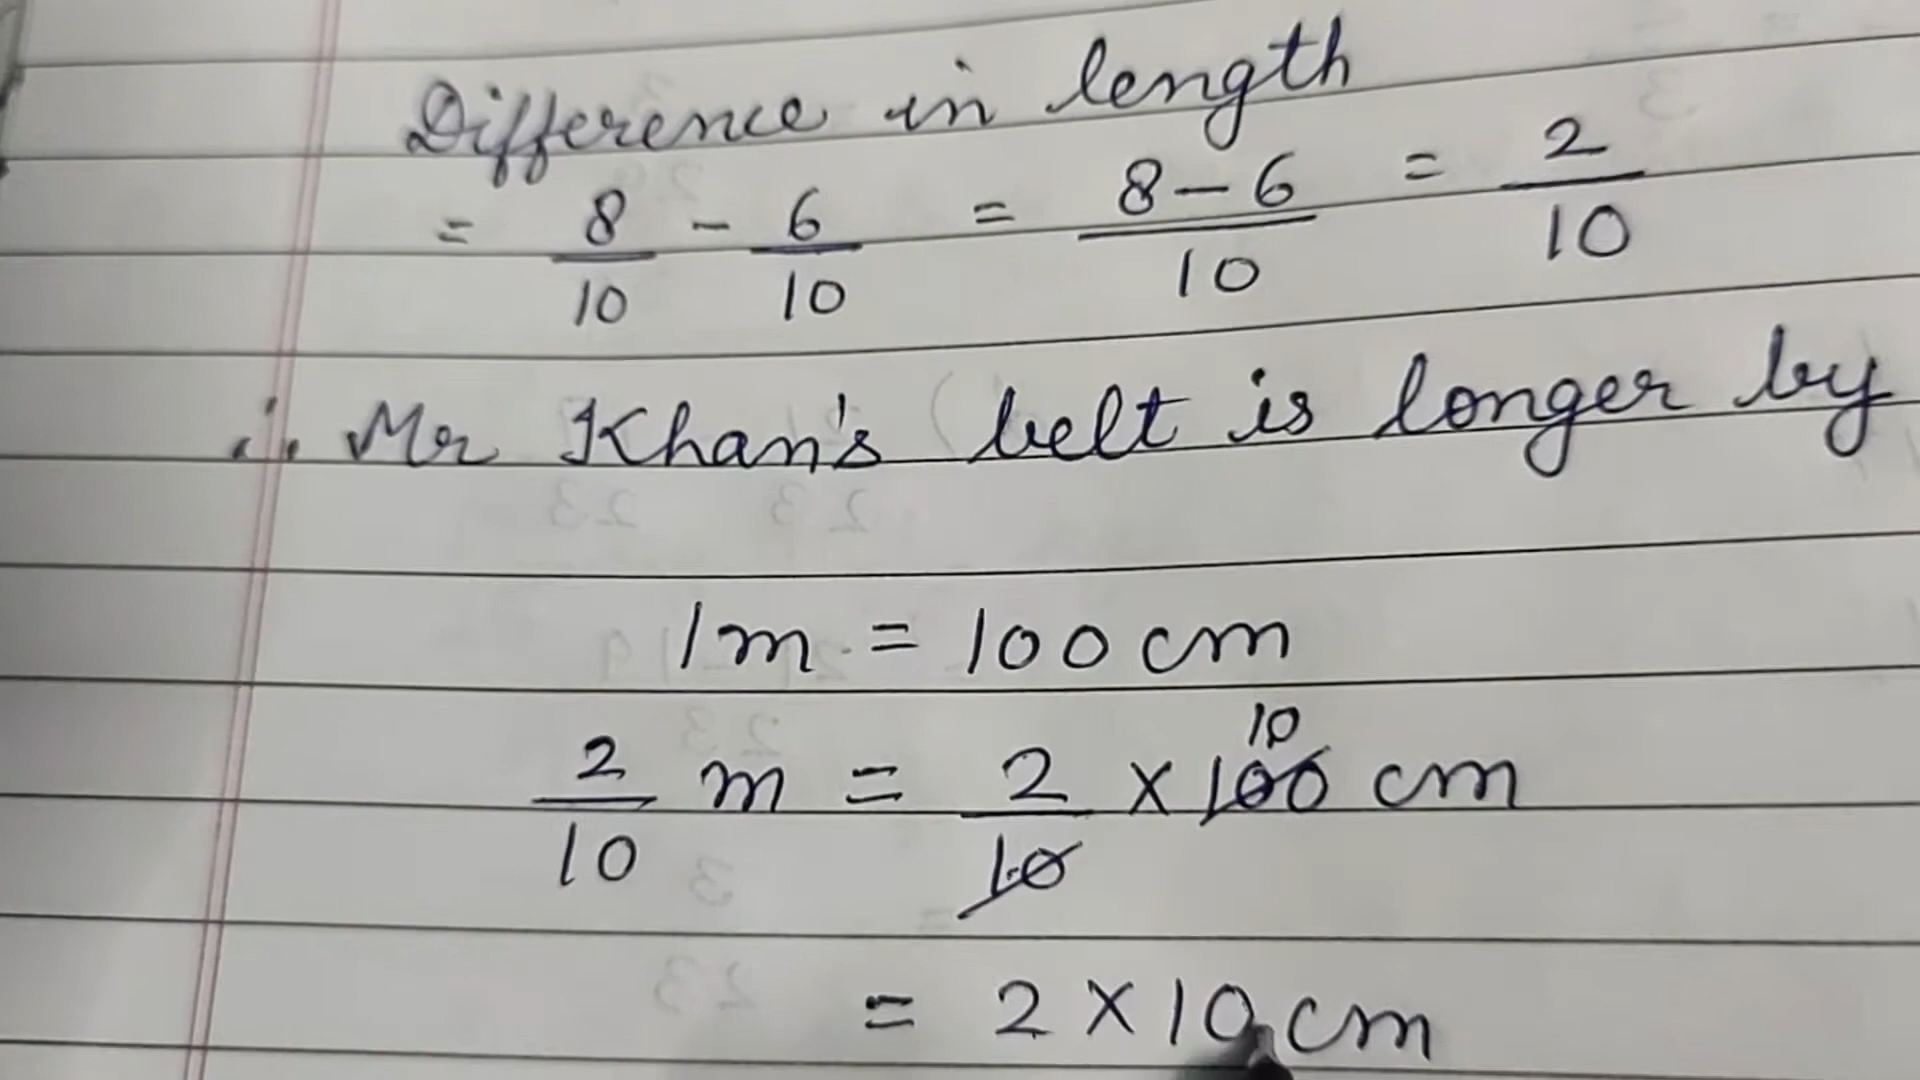 Difference in length
= 8/10 - 6/10 = 8-6/10 = 2/10
∴ Mr Khan's belt is longer by
1m = 100 cm
2/10 m = 2/10 × 100 cm 10
= 2 × 10 cm